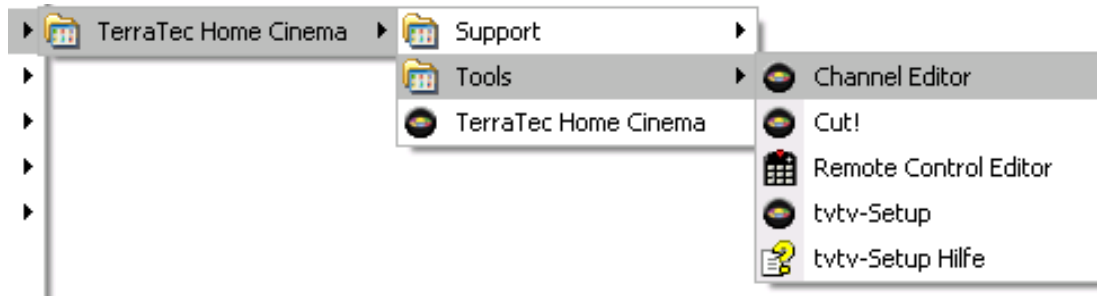 TerraTec Home Cinema
Support
Tools
TerraTec Home Cinema
Channel Editor
Cut!
Remote Control Editor
tvtv-Setup
tvtv-Setup Hilfe